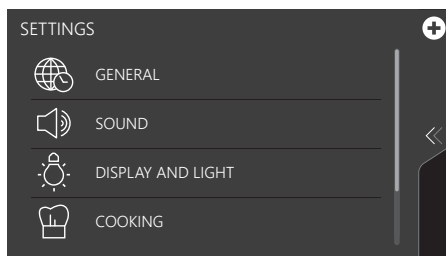 SETTINGS
GENERAL
SOUND
DISPLAY AND LIGHT
COOKING